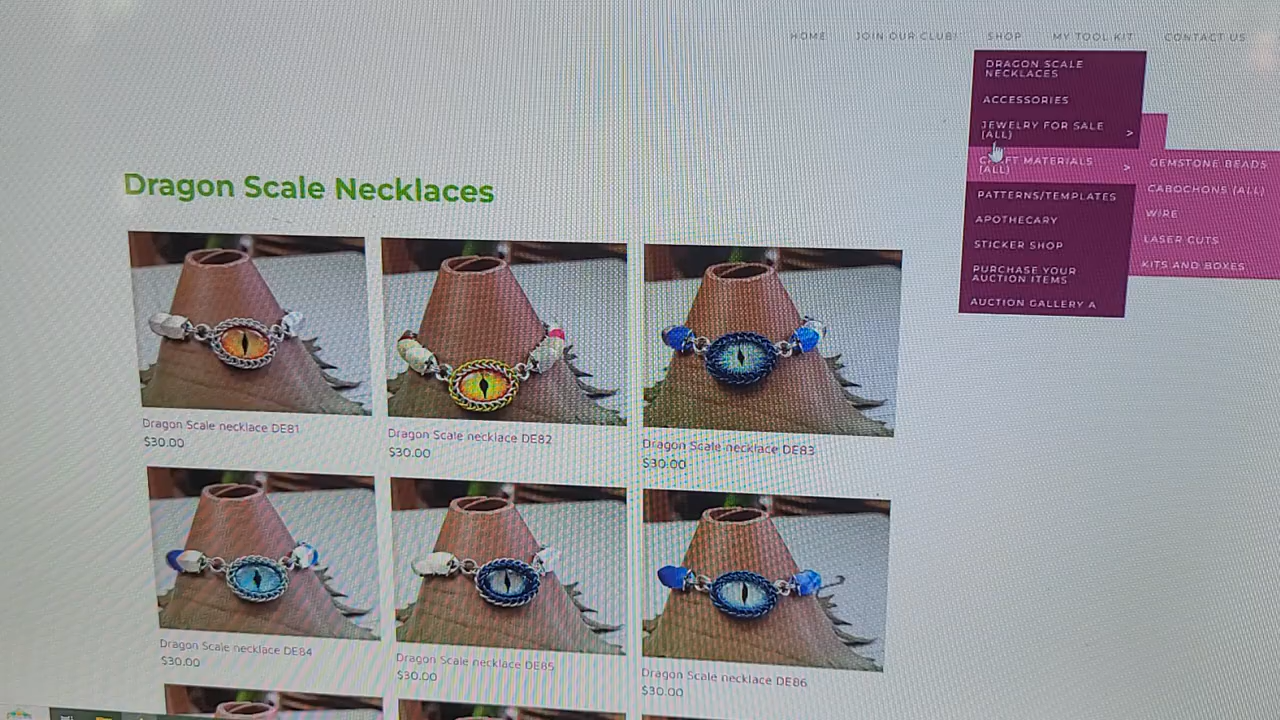 HOME JOIN OUR CLUB! SHOP MY TOOL KIT CONTACT US
DRAGON SCALE
NECKLACES
ACCESSORIES
JEWELRY FOR SALE
(ALL) >
CRAFT MATERIALS
(ALL) >
PATTERNS/TEMPLATES
APOTHECARY
STICKER SHOP
PURCHASE YOUR
AUCTION ITEMS
AUCTION GALLERY A
GEMSTONE BEADS
CABOCHONS (ALL)
WIRE
LASER CUTS
KITS AND BOXES
Dragon Scale Necklaces
Dragon Scale necklace DE81
$30.00
Dragon Scale necklace DE82
$30.00
Dragon Scale necklace DE83
$30.00
Dragon Scale necklace DE84
$30.00
Dragon Scale necklace DE85
$30.00
Dragon Scale necklace DE86
$30.00